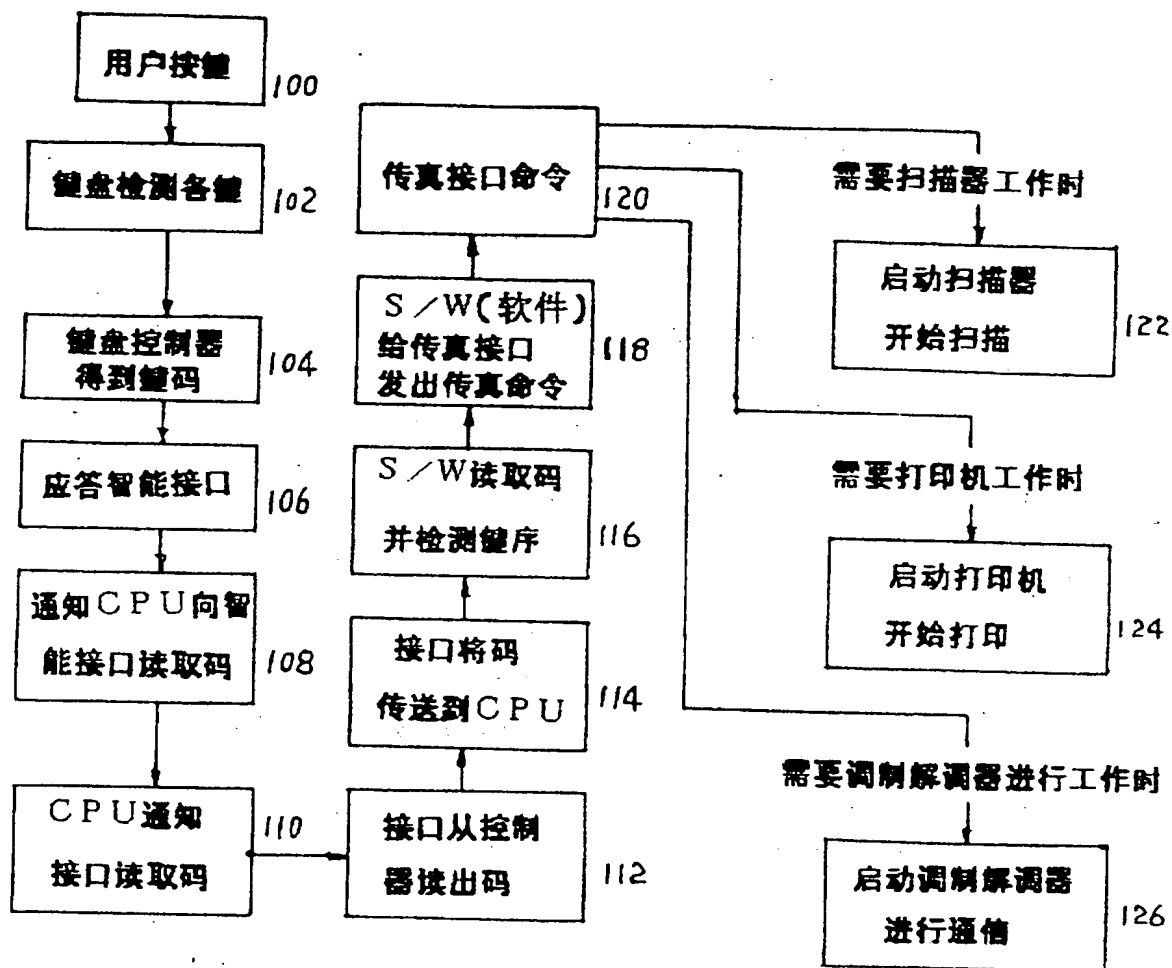 用户按键
100
键盘检测各键
102
键盘控制器
得到键码
104
应答智能接口
106
通知CPU向智
能接口读取码
108
CPU通知
接口读取码
110
接口从控制
器读出码
112
接口将码
传送到CPU
114
S/W读取码
并检测键序
116
S/W(软件)
给传真接口
发出传真命令
118
传真接口命令
120
需要扫描器工作时
启动扫描器
开始扫描
122
需要打印机工作时
启动打印机
开始打印
124
需要调制解调器进行工作时
启动调制解调器
进行通信
126